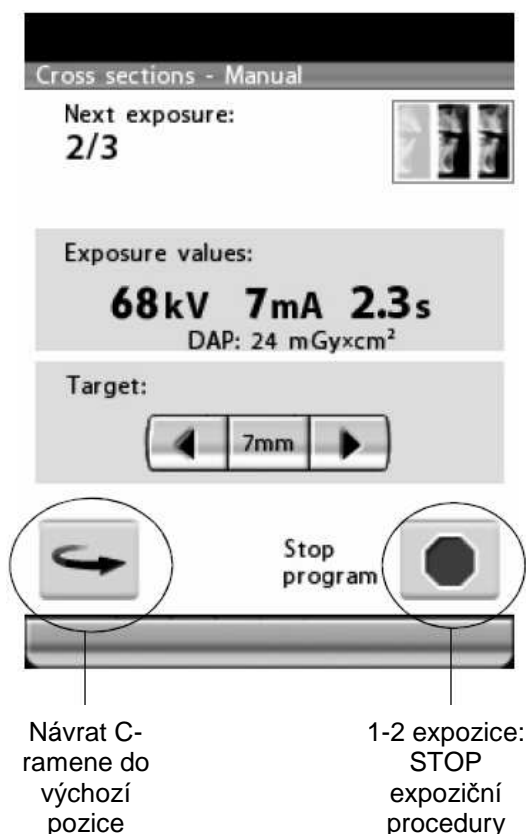 Cross sections - Manual
Next exposure:
2/3
Exposure values:
68kV 7mA 2.3s
DAP: 24 mGy×cm²
Target:
7mm
Stop
program
Návrat C-
ramene do
výchozí
pozice
1-2 expozice:
STOP
expoziční
procedury